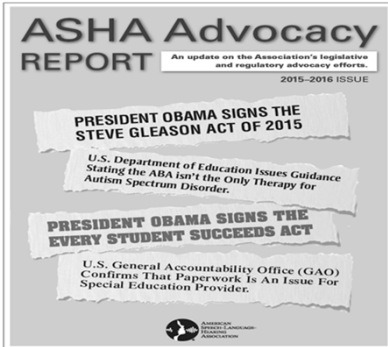 ASHA Advocacy
REPORT
An update on the Association's legislative
and regulatory advocacy efforts.
2015–2016 ISSUE
PRESIDENT OBAMA SIGNS THE
STEVE GLEASON ACT OF 2015
U.S. Department of Education Issues Guidance
Stating the ABA isn't the Only Therapy for
Autism Spectrum Disorder.
PRESIDENT OBAMA SIGNS THE
EVERY STUDENT SUCCEEDS ACT
U.S. General Accountability Office (GAO)
Confirms That Paperwork Is An Issue For
Special Education Provider.
AMERICAN
SPEECH-LANGUAGE-
HEARING
ASSOCIATION